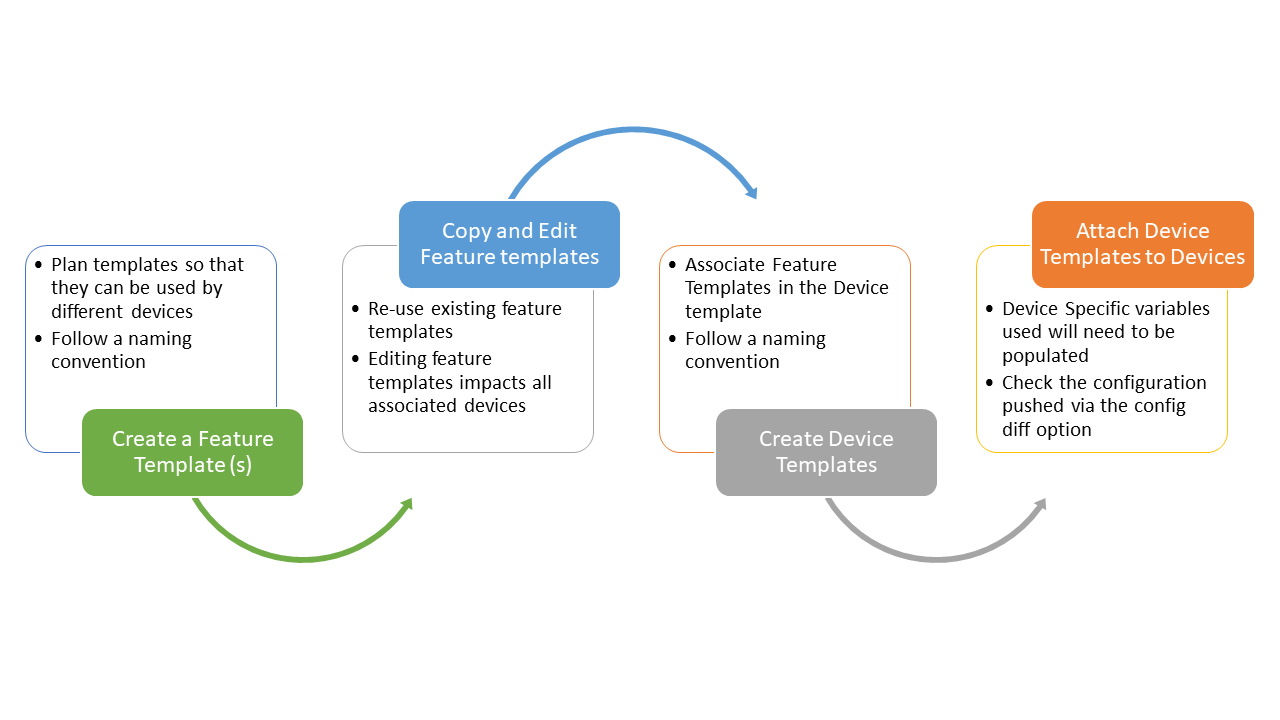 • Plan templates so that
they can be used by
different devices
• Follow a naming
convention
Create a Feature
Template(s)
Copy and Edit
Feature templates
• Re-use existing feature
templates
• Editing feature
templates impacts all
associated devices
• Associate Feature
Templates in the Device
template
• Follow a naming
convention
Create Device
Templates
Attach Device
Templates to Devices
• Device Specific variables
used will need to be
populated
• Check the configuration
pushed via the config
diff option